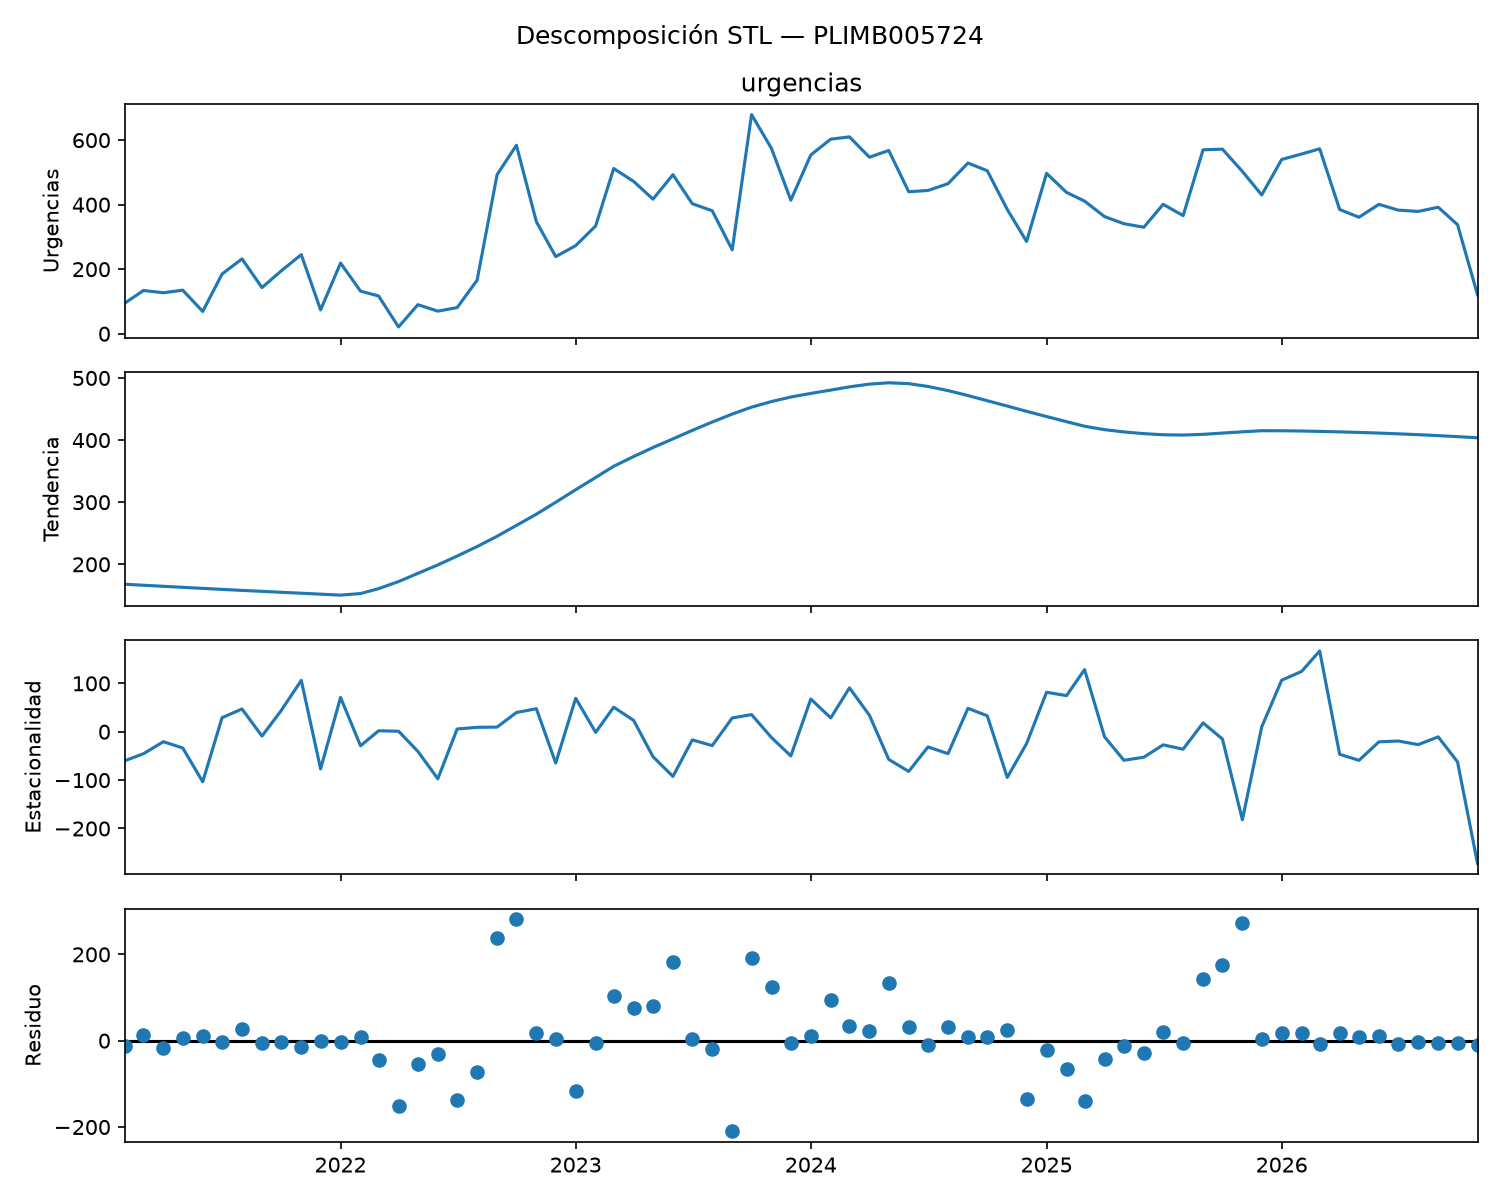 Descomposición STL — PLIMB005724
urgencias
Urgencias
600
400
200
0
Tendencia
500
400
300
200
Estacionalidad
100
0
−100
−200
Residuo
200
0
−200
2022 2023 2024 2025 2026